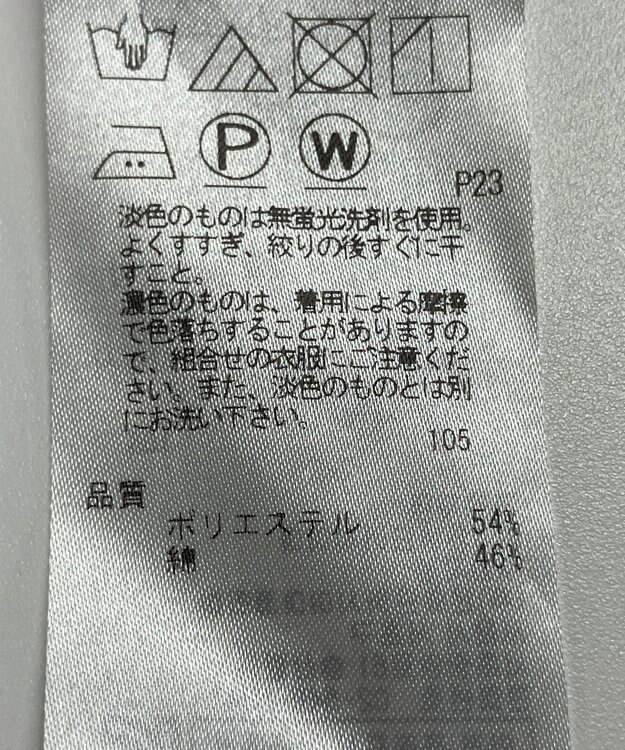 P
W
P23
淡色のものは無蛍光洗剤を使用。
よくすすぎ、絞りの後すぐに干
すこと。
濃色のものは、着用による摩擦
で色落ちすることがありますの
で、組合せの衣服にご注意くだ
さい。また、淡色のものとは別
にお洗い下さい。
105
品質
ポリエステル 54%
綿 46%